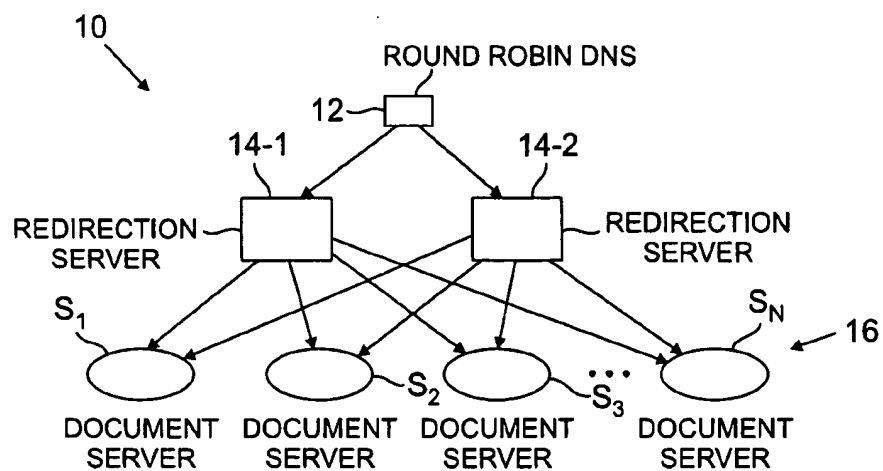 10
ROUND ROBIN DNS
12
14-1
14-2
REDIRECTION
SERVER
REDIRECTION
SERVER
S1
S2
S3
...
SN
16
DOCUMENT
SERVER
DOCUMENT
SERVER
DOCUMENT
SERVER
DOCUMENT
SERVER